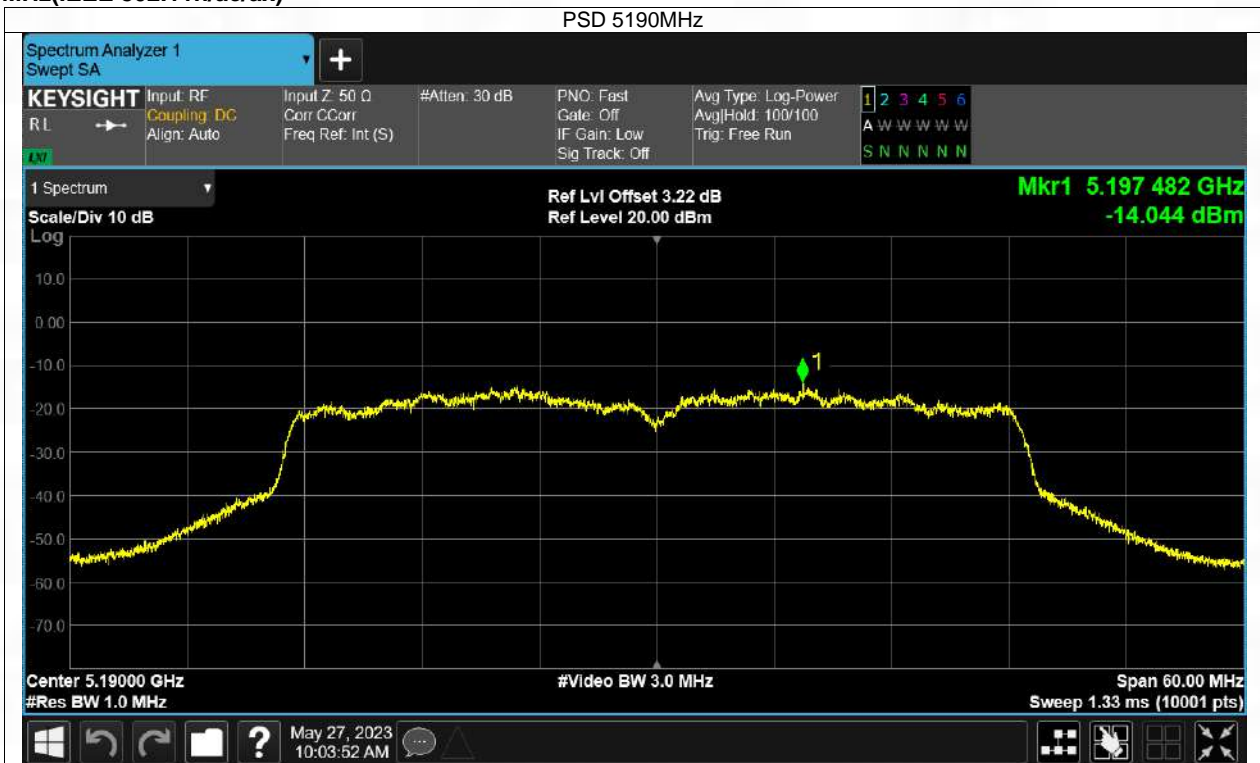 PSD 5190MHz
Spectrum Analyzer 1
Swept SA
+
KEYSIGHT Input: RF Input Z: 50 Ω #Atten: 30 dB PNO: Fast Avg Type: Log-Power 1 2 3 4 5 6
RL Coupling: DC Corr CCorr Gate: Off Avg|Hold: 100/100 A W W W W W
Align: Auto Freq Ref: Int (S) IF Gain: Low Trig: Free Run
LXI Sig Track: Off S N N N N N
1 Spectrum Ref Lvl Offset 3.22 dB Mkr1 5.197 482 GHz
Scale/Div 10 dB Ref Level 20.00 dBm -14.044 dBm
Log
10.0
0.00
-10.0
1
-20.0
-30.0
-40.0
-50.0
-60.0
-70.0
Center 5.19000 GHz #Video BW 3.0 MHz Span 60.00 MHz
#Res BW 1.0 MHz Sweep 1.33 ms (10001 pts)
? May 27, 2023
10:03:52 AM